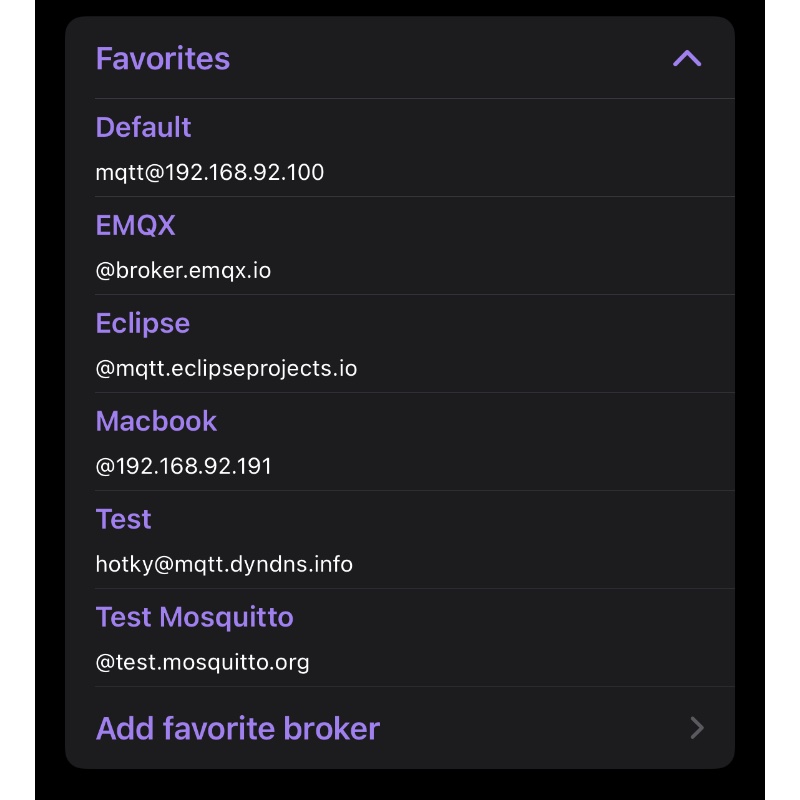 Favorites
Default
mqtt@192.168.92.100
EMQX
@broker.emqx.io
Eclipse
@mqtt.eclipseprojects.io
Macbook
@192.168.92.191
Test
hotky@mqtt.dyndns.info
Test Mosquitto
@test.mosquitto.org
Add favorite broker